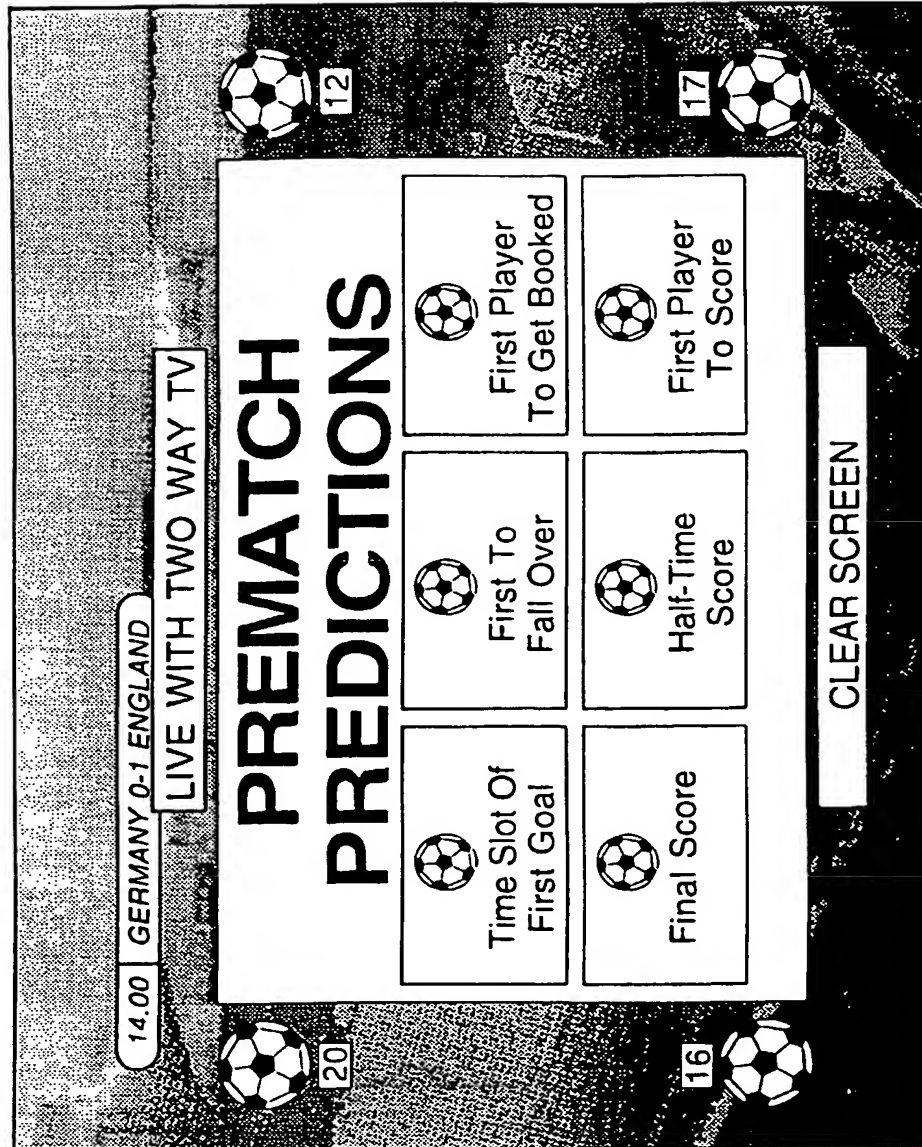 14.00 GERMANY 0-1 ENGLAND
LIVE WITH TWO WAY TV
20
12
PREMATCH
PREDICTIONS
Time Slot Of
First Goal
First To
Fall Over
First Player
To Get Booked
Final Score
Half-Time
Score
First Player
To Score
16
17
CLEAR SCREEN